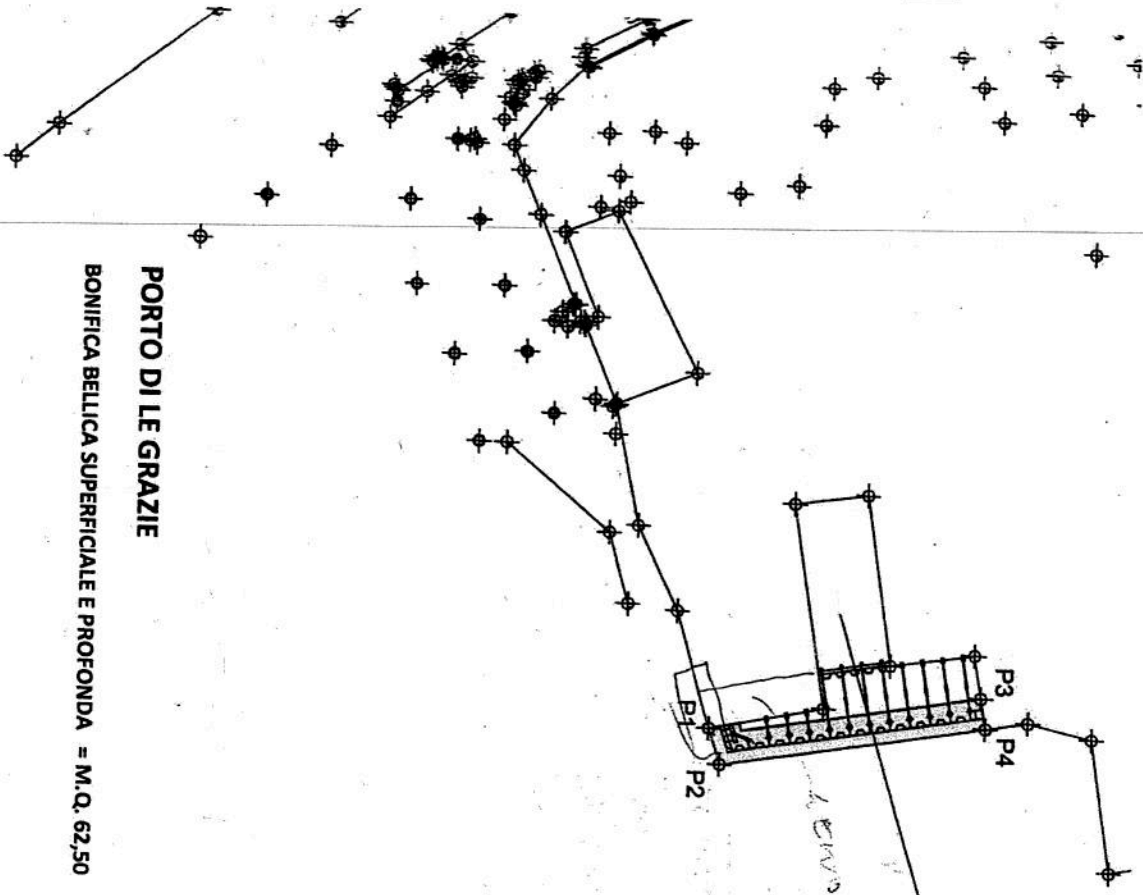 PORTO DI LE GRAZIE
BONIFICA BELLICA SUPERFICIALE E PROFONDA = M.Q. 62,50
P1
P2
P3
P4